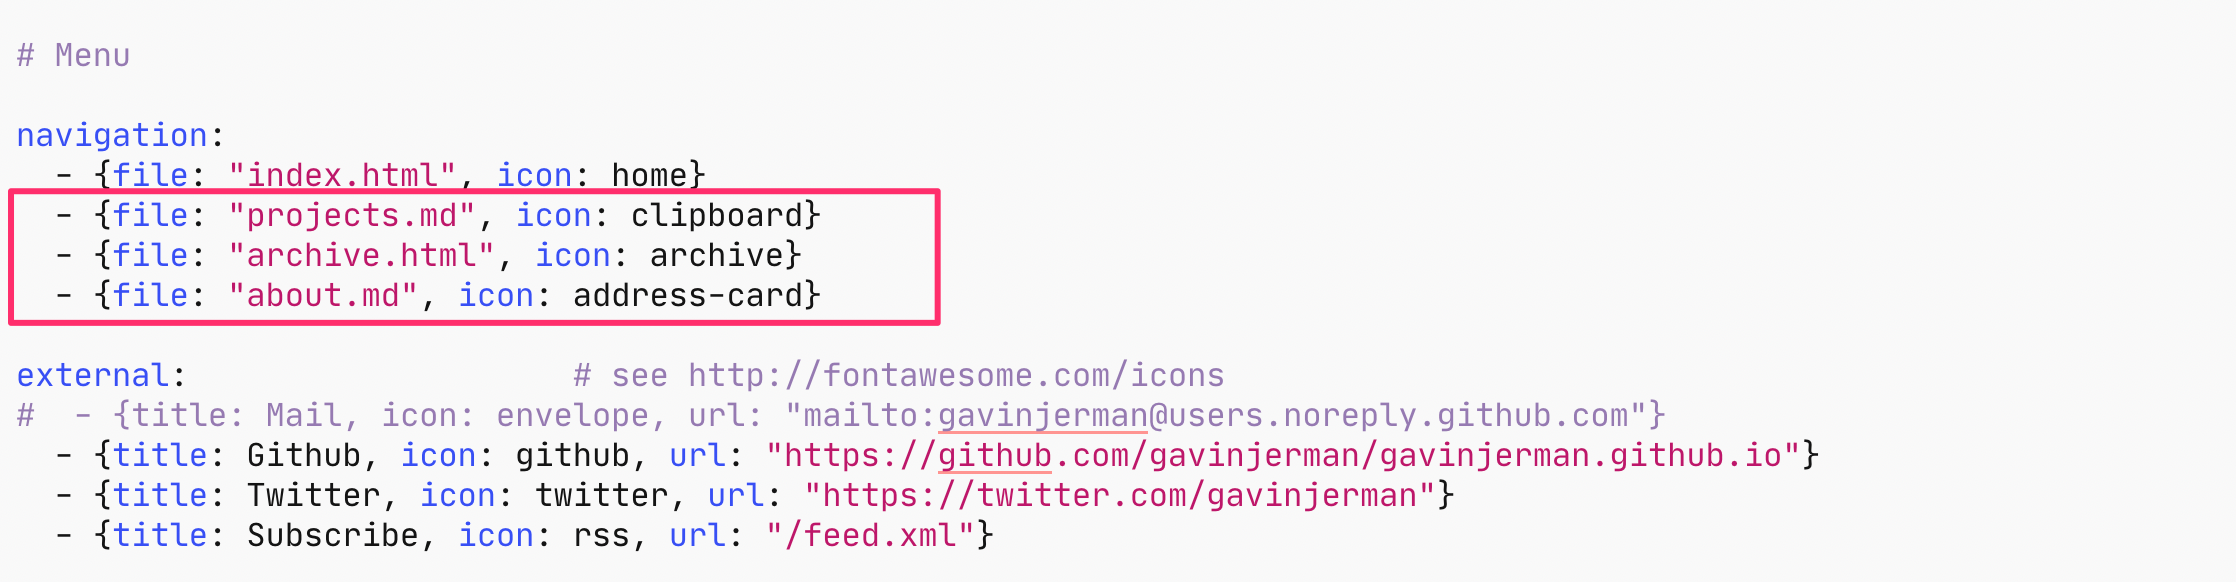 # Menu
navigation:
  - {file: "index.html", icon: home}
  - {file: "projects.md", icon: clipboard}
  - {file: "archive.html", icon: archive}
  - {file: "about.md", icon: address-card}
external:                    # see http://fontawesome.com/icons
#  - {title: Mail, icon: envelope, url: "mailto:gavinjerman@users.noreply.github.com"}
  - {title: Github, icon: github, url: "https://github.com/gavinjerman/gavinjerman.github.io"}
  - {title: Twitter, icon: twitter, url: "https://twitter.com/gavinjerman"}
  - {title: Subscribe, icon: rss, url: "/feed.xml"}